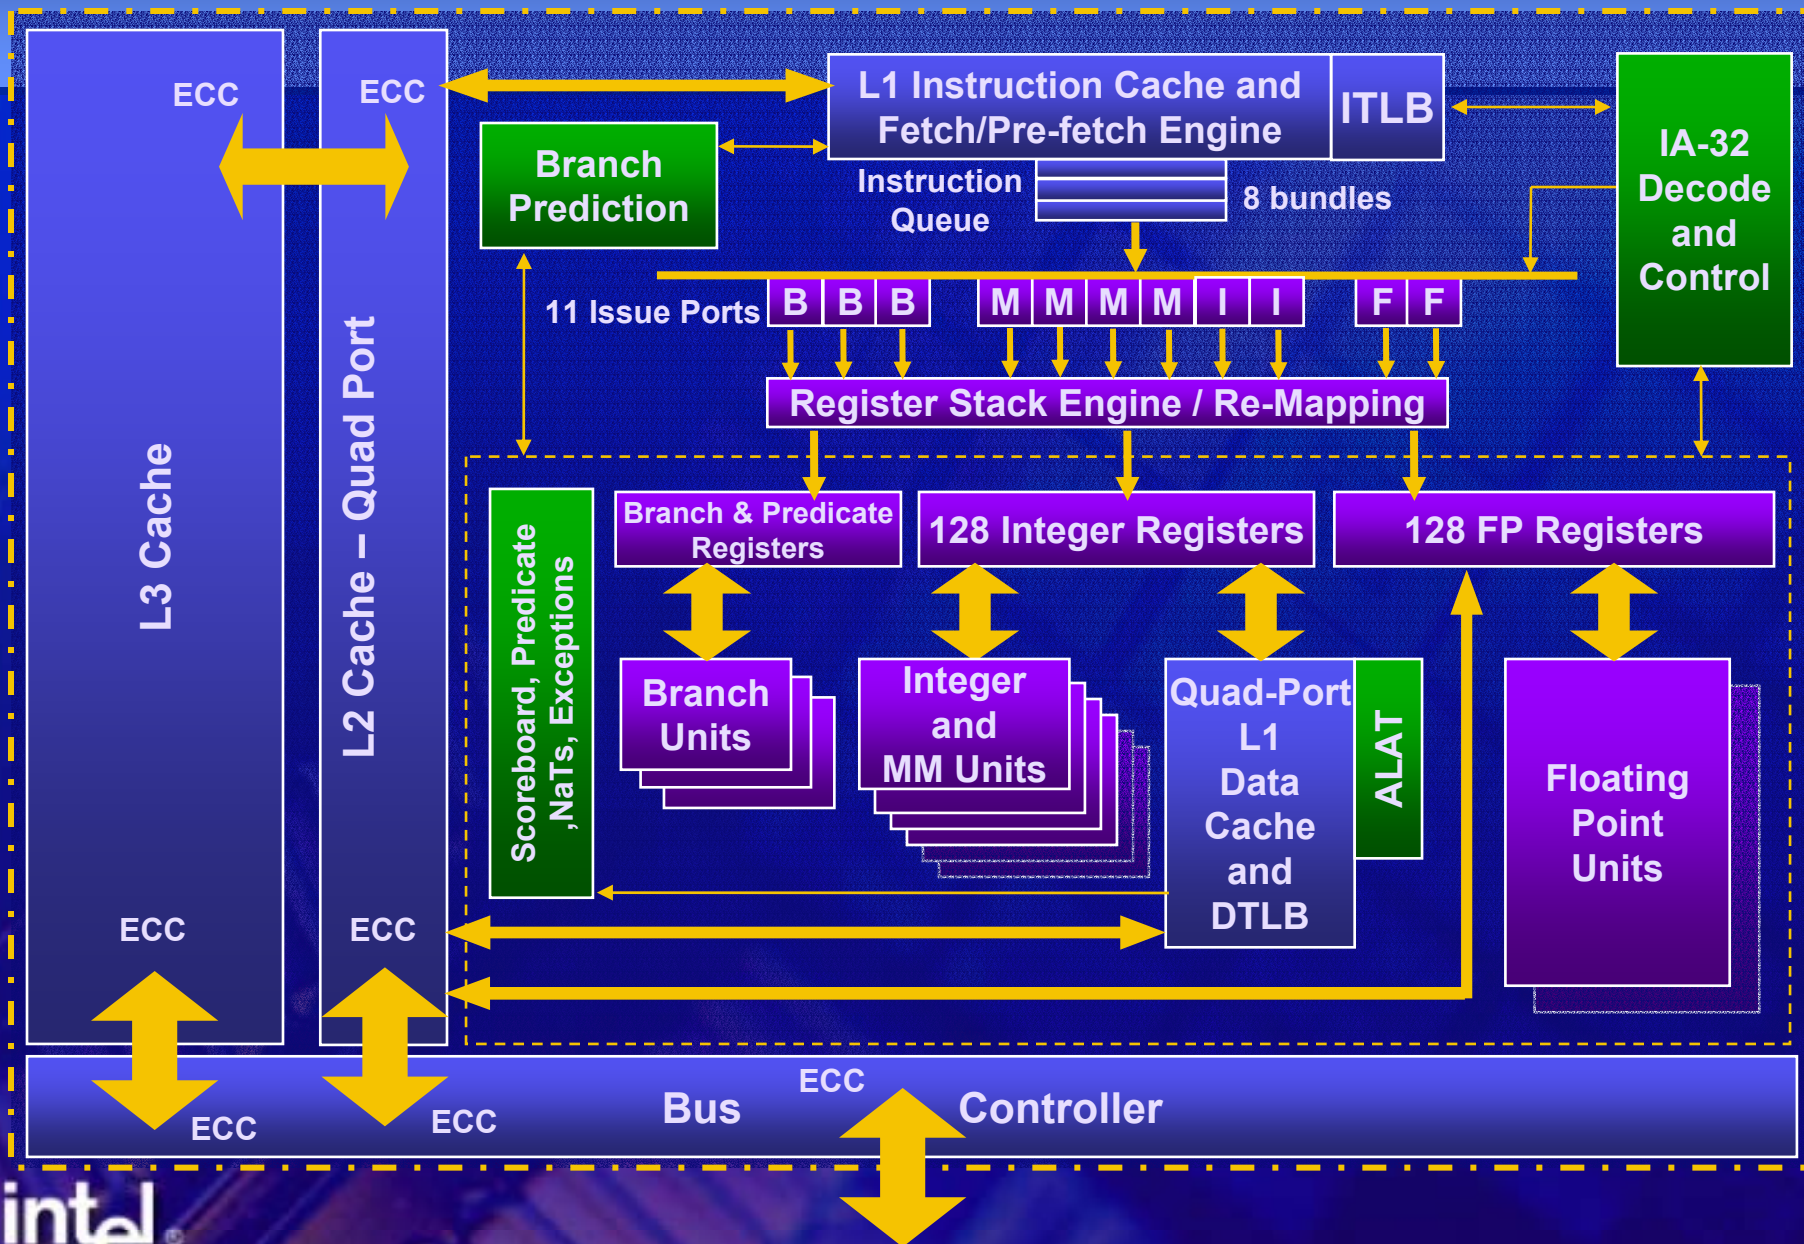 ECC
ECC
L1 Instruction Cache and
Fetch/Pre-fetch Engine
ITLB
IA-32
Decode
and
Control
Branch
Prediction
Instruction
Queue
8 bundles
11 Issue Ports
B
B
B
M
M
M
M
I
I
F
F
Register Stack Engine / Re-Mapping
L3 Cache
L2 Cache – Quad Port
Scoreboard, Predicate
,NaTs, Exceptions
Branch & Predicate
Registers
128 Integer Registers
128 FP Registers
Branch
Units
Integer
and
MM Units
Quad-Port
L1
Data
Cache
and
DTLB
ALAT
Floating
Point
Units
ECC
ECC
ECC
ECC
ECC
Bus Controller
intel®